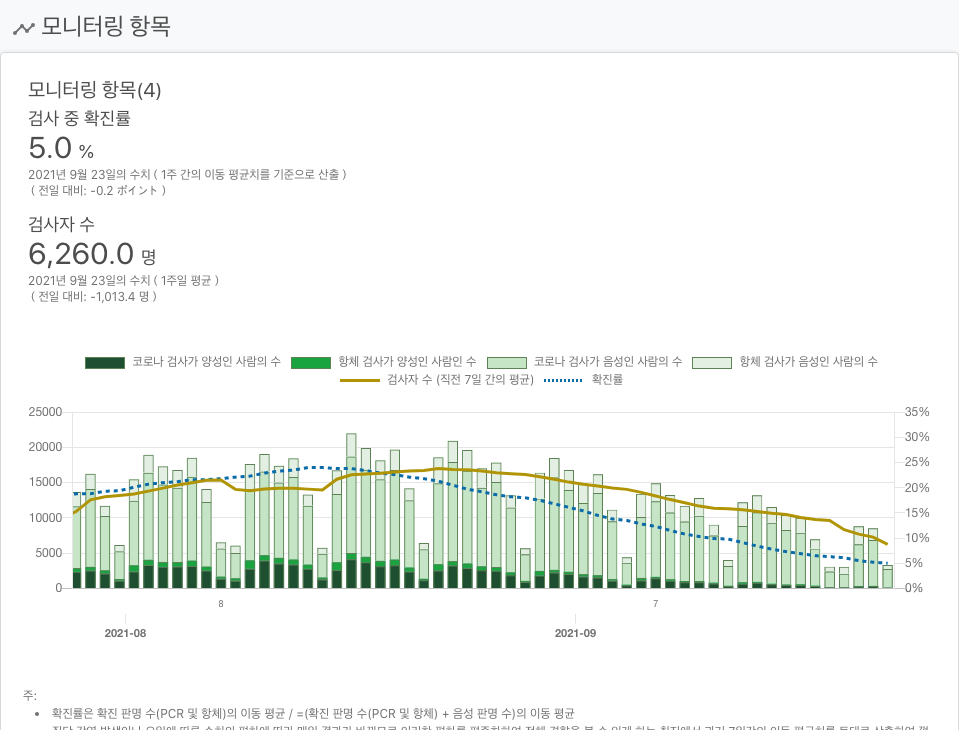 모니터링 항목
모니터링 항목(4)
검사 중 확진률
5.0 %
2021년 9월 23일의 수치 ( 1주 간의 이동 평균치를 기준으로 산출 )
( 전일 대비: -0.2 ポイント )
검사자 수
6,260.0 명
2021년 9월 23일의 수치 ( 1주일 평균 )
( 전일 대비: -1,013.4 명 )
코로나 검사가 양성인 사람의 수 항체 검사가 양성인 사람인 수 코로나 검사가 음성인 사람의 수 항체 검사가 음성인 사람의 수
검사자 수 (직전 7일 간의 평균) 확진률
25000 35%
30%
20000
25%
15000 20%
15%
10000
10%
5000
5%
0 0%
8 7
2021-08 2021-09
주:
• 확진률은 확진 판명 수(PCR 및 항체)의 이동 평균 / =(확진 판명 수(PCR 및 항체) + 음성 판명 수)의 이동 평균